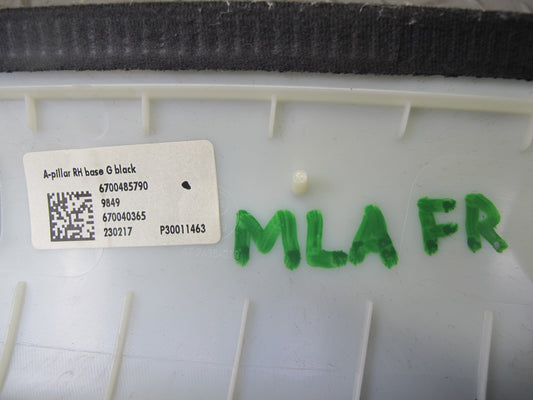 A-pillar RH base G black
6700485790
9849
670040365
230217 P30011463
MLA FR